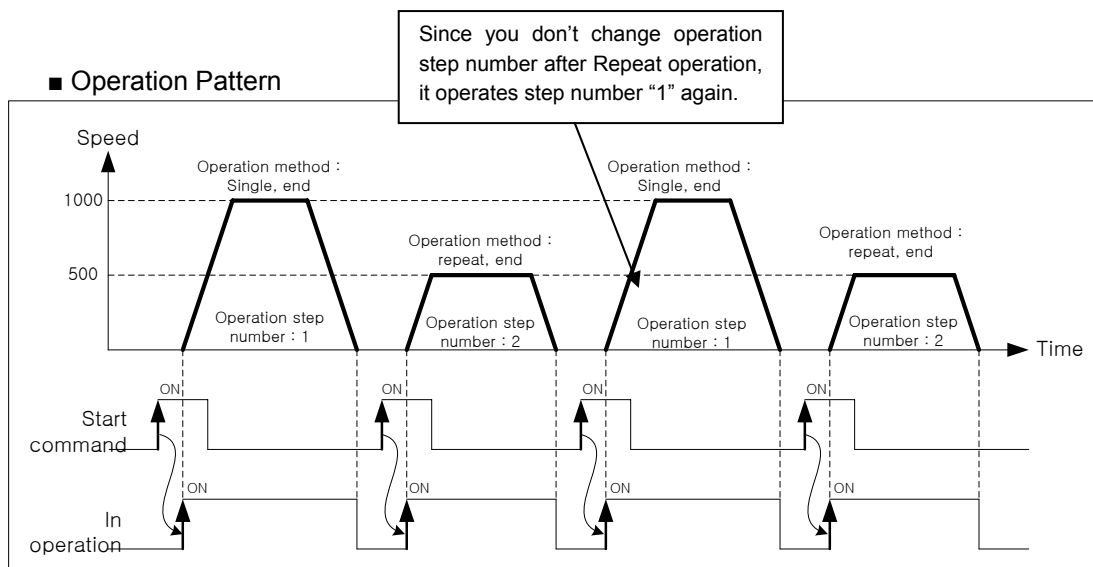 Since you don't change operation
step number after Repeat operation,
it operates step number “1” again.
■ Operation Pattern
Speed
Operation method :
Single, end
Operation method :
Single, end
1000
Operation method :
repeat, end
Operation method :
repeat, end
500
Operation step
number : 1
Operation step
number : 2
Operation step
number : 1
Operation step
number : 2
Time
ON
ON
ON
ON
Start
command
ON
ON
ON
ON
In
operation